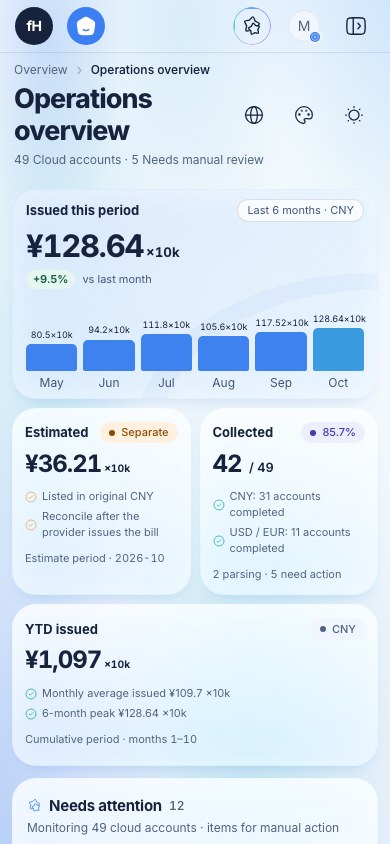 fH
M
Overview > Operations overview
Operations
overview
49 Cloud accounts · 5 Needs manual review
Issued this period
Last 6 months · CNY
¥128.64 ×10k
+9.5% vs last month
80.5×10k 94.2×10k 111.8×10k 105.6×10k 117.52×10k 128.64×10k
May Jun Jul Aug Sep Oct
Estimated
Separate
¥36.21 ×10k
Listed in original CNY
Reconcile after the
provider issues the bill
Estimate period · 2026-10
Collected
85.7%
42 / 49
CNY: 31 accounts
completed
USD / EUR: 11 accounts
completed
2 parsing · 5 need action
YTD issued
CNY
¥1,097 ×10k
Monthly average issued ¥109.7 ×10k
6-month peak ¥128.64 ×10k
Cumulative period · months 1–10
Needs attention 12
Monitoring 49 cloud accounts · items for manual action